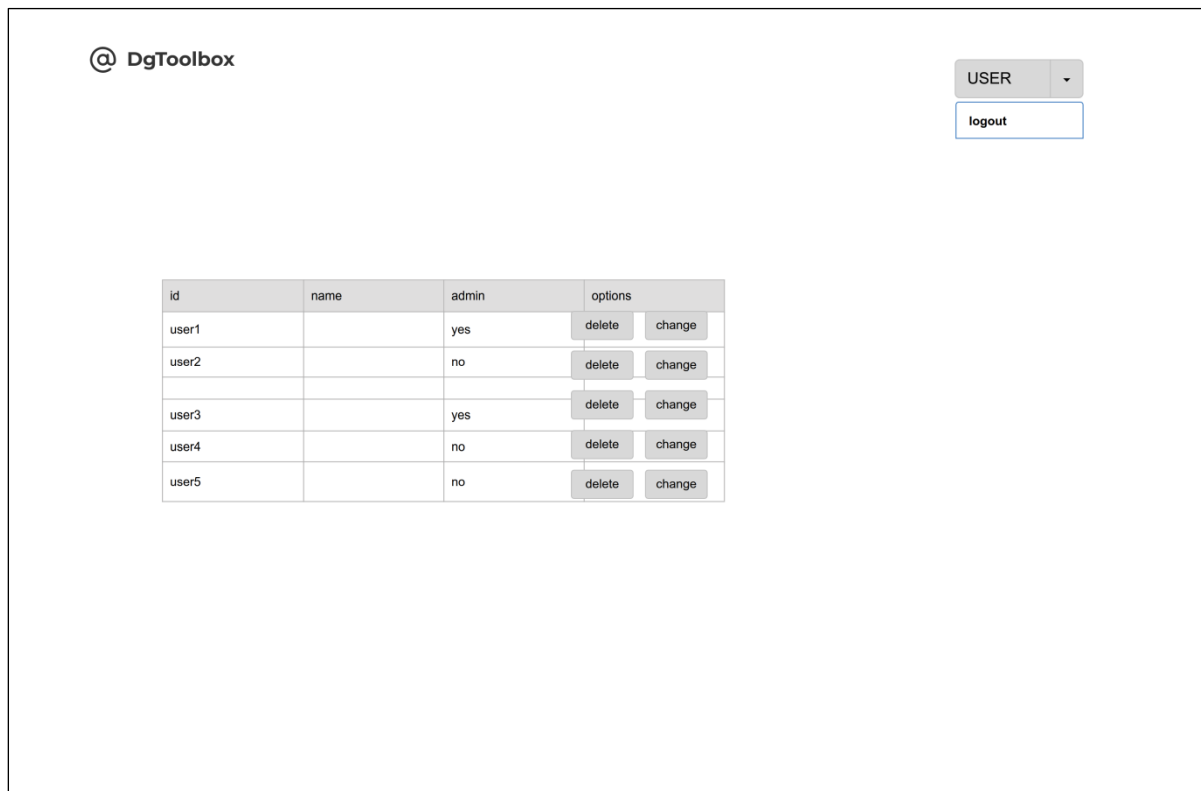 @ DgToolbox
USER
logout
id name admin options
user1 yes delete change
user2 no delete change
delete change
user3 yes
user4 no delete change
user5 no delete change